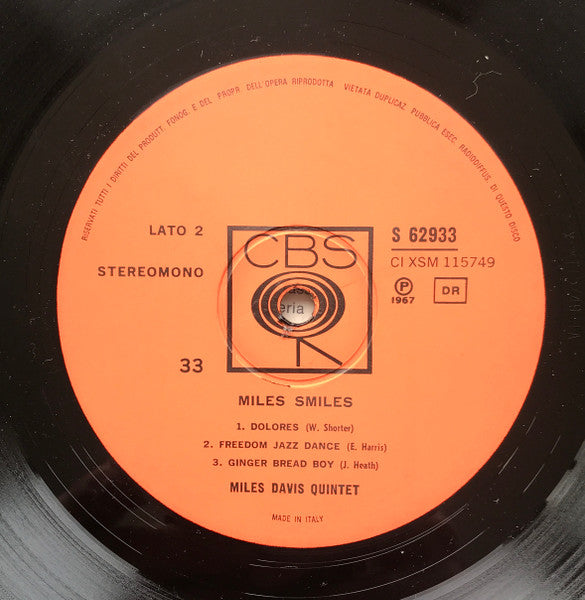 RISERVATI TUTTI I DIRITTI DEL PRODUTT. FONOG. E DEL PROPR. DELL'OPERA RIPRODOTTA VIETATA DUPLICAZ. PUBBLICA ESEC. RADIODIFFUS. DI QUESTO DISCO
LATO 2
S 62933
CBS
CI XSM 115749
STEREOMONO
P
1967
DR
eria
33
MILES SMILES
1. DOLORES (W. Shorter)
2. FREEDOM JAZZ DANCE (E. Harris)
3. GINGER BREAD BOY (J. Heath)
MILES DAVIS QUINTET
MADE IN ITALY